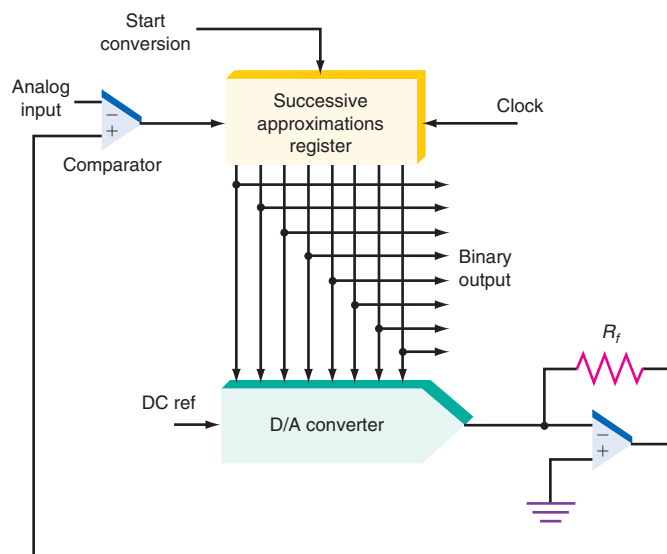 Start
conversion
Analog
input
−
+
Comparator
Successive
approximations
register
Clock
Binary
output
DC ref
D/A converter
Rf
−
+